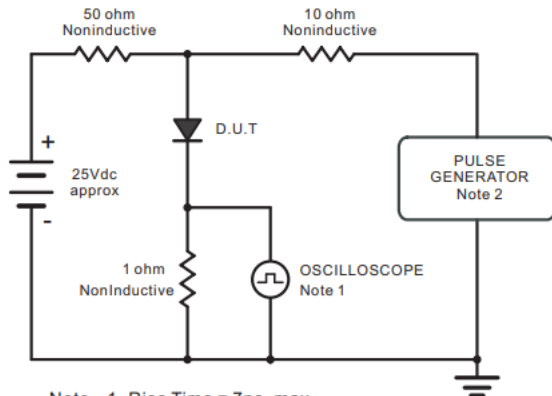 50 ohm
Noninductive
10 ohm
Noninductive
D.U.T
+
25Vdc
approx
-
PULSE
GENERATOR
Note 2
1 ohm
NonInductive
OSCILLOSCOPE
Note 1